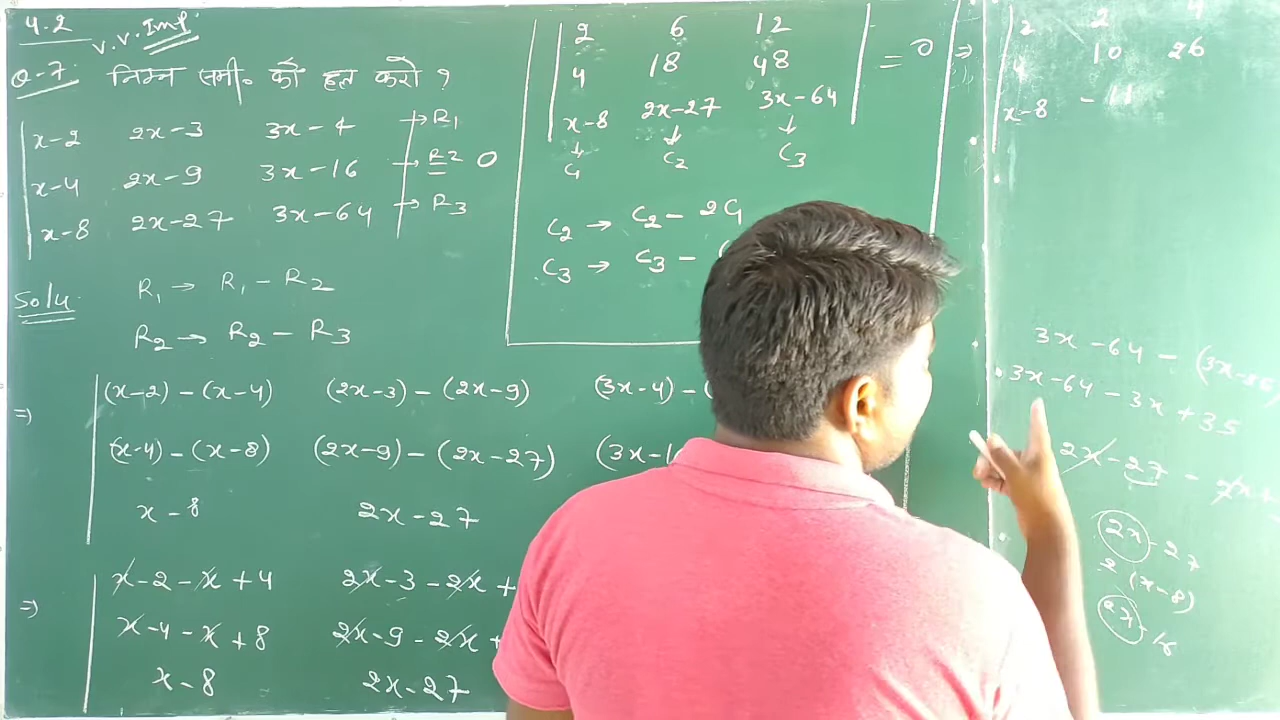 4.2
V.V. Imp.
Q-7. निम्न समी० को हल करो ?
x-2 2x-3 3x-4 → R1
x-4 2x-9 3x-16 → R2 0
x-8 2x-27 3x-64 → R3
Solu.
R1 → R1 - R2
R2 → R2 - R3
⇒ (x-2) - (x-4) (2x-3) - (2x-9) (3x-4) - (
(x-4) - (x-8) (2x-9) - (2x-27) (3x-1
x-8 2x-27
⇒ x-2-x+4 2x-3-2x+
x-4-x+8 2x-9-2x+
x-8 2x-27
2 6 12
4 18 48 = 0 ⇒
x-8 2x-27 3x-64
↓ ↓ ↓
C1 C2 C3
C2 → C2 - 2C1
C3 → C3 - (
2 2
4 10 26
x-8 - 11
3x-64 - (3x-35)
3x-64-3x+35
2x-27 - 2x+
2x-27
2 (x-8)